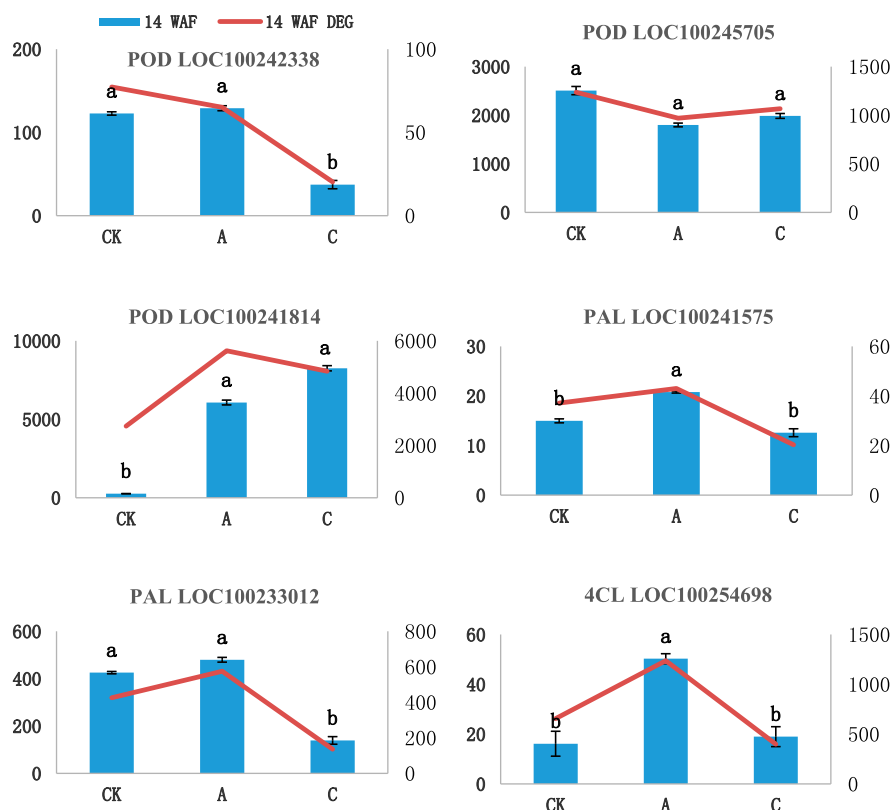 14 WAF 14 WAF DEG
POD LOC100242338
200 100
a a
100 50
b
0 0
CK A C
POD LOC100245705
3000 1500
a
2000 a a 1000
1000 500
0 0
CK A C
POD LOC100241814
10000 6000
a
a 4000
5000
b 2000
0 0
CK A C
PAL LOC100241575
30 60
a
20 b b 40
10 20
0 0
CK A C
PAL LOC100233012
600 800
a a
600
400
400
200 b
200
0 0
CK A C
4CL LOC100254698
60 1500
a
40 1000
b b
20 500
0 0
CK A C